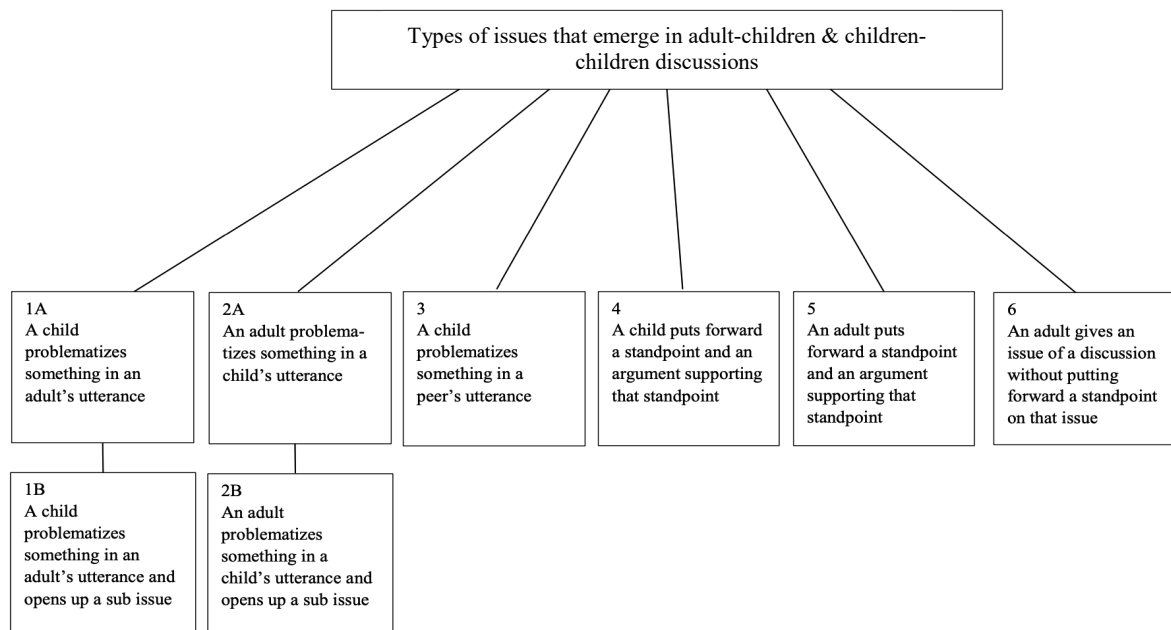 Types of issues that emerge in adult-children & children-
children discussions
1A
A child
problematizes
something in an
adult’s utterance
2A
An adult problema-
tizes something in a
child’s utterance
3
A child
problematizes
something in a
peer’s utterance
4
A child puts forward
a standpoint and an
argument supporting
that standpoint
5
An adult puts
forward a standpoint
and an argument
supporting that
standpoint
6
An adult gives an
issue of a discussion
without putting
forward a standpoint
on that issue
1B
A child
problematizes
something in an
adult’s utterance and
opens up a sub issue
2B
An adult
problematizes
something in a
child’s utterance and
opens up a sub issue